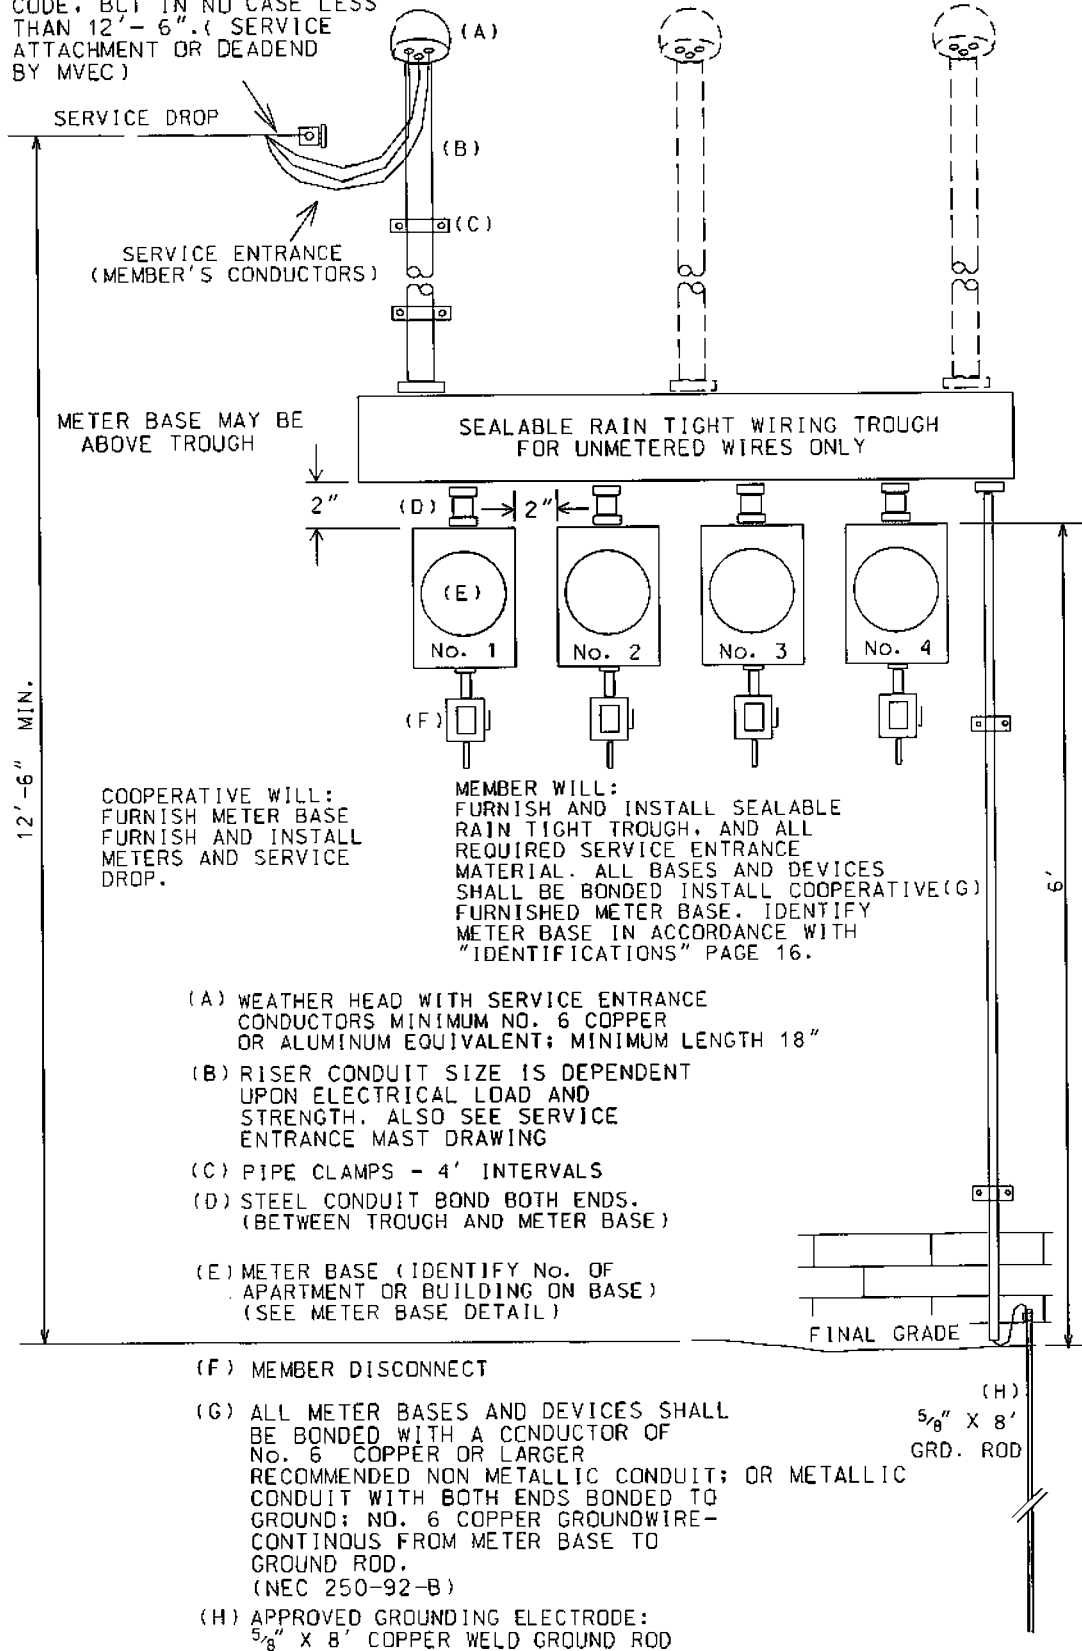 CODE, BUT IN NO CASE LESS
THAN 12'- 6".( SERVICE
ATTACHMENT OR DEADEND
BY MVEC)
(A)
SERVICE DROP
(B)
(C)
SERVICE ENTRANCE
(MEMBER'S CONDUCTORS)
METER BASE MAY BE
ABOVE TROUGH
SEALABLE RAIN TIGHT WIRING TROUGH
FOR UNMETERED WIRES ONLY
2"
(D)
2"
(E)
No. 1
No. 2
No. 3
No. 4
(F)
12'-6" MIN.
6'
COOPERATIVE WILL:
FURNISH METER BASE
FURNISH AND INSTALL
METERS AND SERVICE
DROP.
MEMBER WILL:
FURNISH AND INSTALL SEALABLE
RAIN TIGHT TROUGH, AND ALL
REQUIRED SERVICE ENTRANCE
MATERIAL. ALL BASES AND DEVICES
SHALL BE BONDED INSTALL COOPERATIVE(G)
FURNISHED METER BASE. IDENTIFY
METER BASE IN ACCORDANCE WITH
"IDENTIFICATIONS" PAGE 16.
(A) WEATHER HEAD WITH SERVICE ENTRANCE
CONDUCTORS MINIMUM NO. 6 COPPER
OR ALUMINUM EQUIVALENT; MINIMUM LENGTH 18"
(B) RISER CONDUIT SIZE IS DEPENDENT
UPON ELECTRICAL LOAD AND
STRENGTH. ALSO SEE SERVICE
ENTRANCE MAST DRAWING
(C) PIPE CLAMPS - 4' INTERVALS
(D) STEEL CONDUIT BOND BOTH ENDS.
(BETWEEN TROUGH AND METER BASE)
(E) METER BASE (IDENTIFY No. OF
APARTMENT OR BUILDING ON BASE)
(SEE METER BASE DETAIL)
FINAL GRADE
(F) MEMBER DISCONNECT
(G) ALL METER BASES AND DEVICES SHALL
BE BONDED WITH A CONDUCTOR OF
No. 6 COPPER OR LARGER
RECOMMENDED NON METALLIC CONDUIT; OR METALLIC
CONDUIT WITH BOTH ENDS BONDED TO
GROUND; NO. 6 COPPER GROUNDWIRE-
CONTINOUS FROM METER BASE TO
GROUND ROD.
(NEC 250-92-B)
(H)
5/8" X 8'
GRD. ROD
(H) APPROVED GROUNDING ELECTRODE:
5/8" X 8' COPPER WELD GROUND ROD